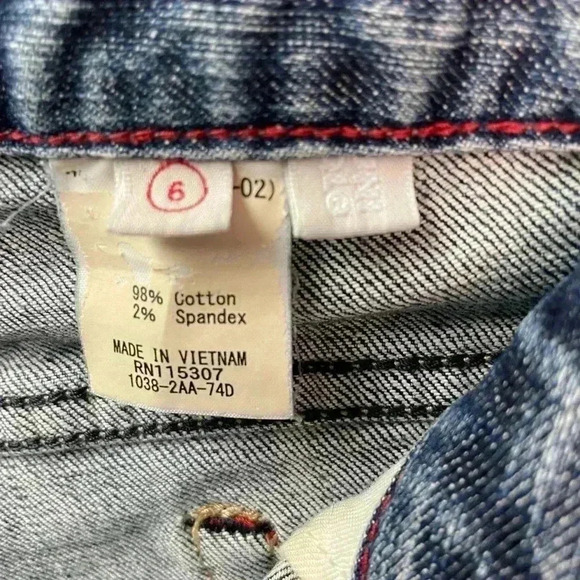 6
-02)
98% Cotton
2% Spandex
MADE IN VIETNAM
RN115307
1038-2AA-74D